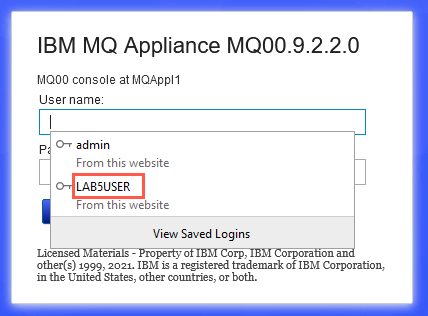 IBM MQ Appliance MQ00.9.2.2.0
MQ00 console at MQAppl1
User name:
admin
From this website
Pa
LAB5USER
From this website
View Saved Logins
Licensed Materials - Property of IBM Corp, IBM Corporation and
other(s) 1999, 2021. IBM is a registered trademark of IBM Corporation,
in the United States, other countries, or both.